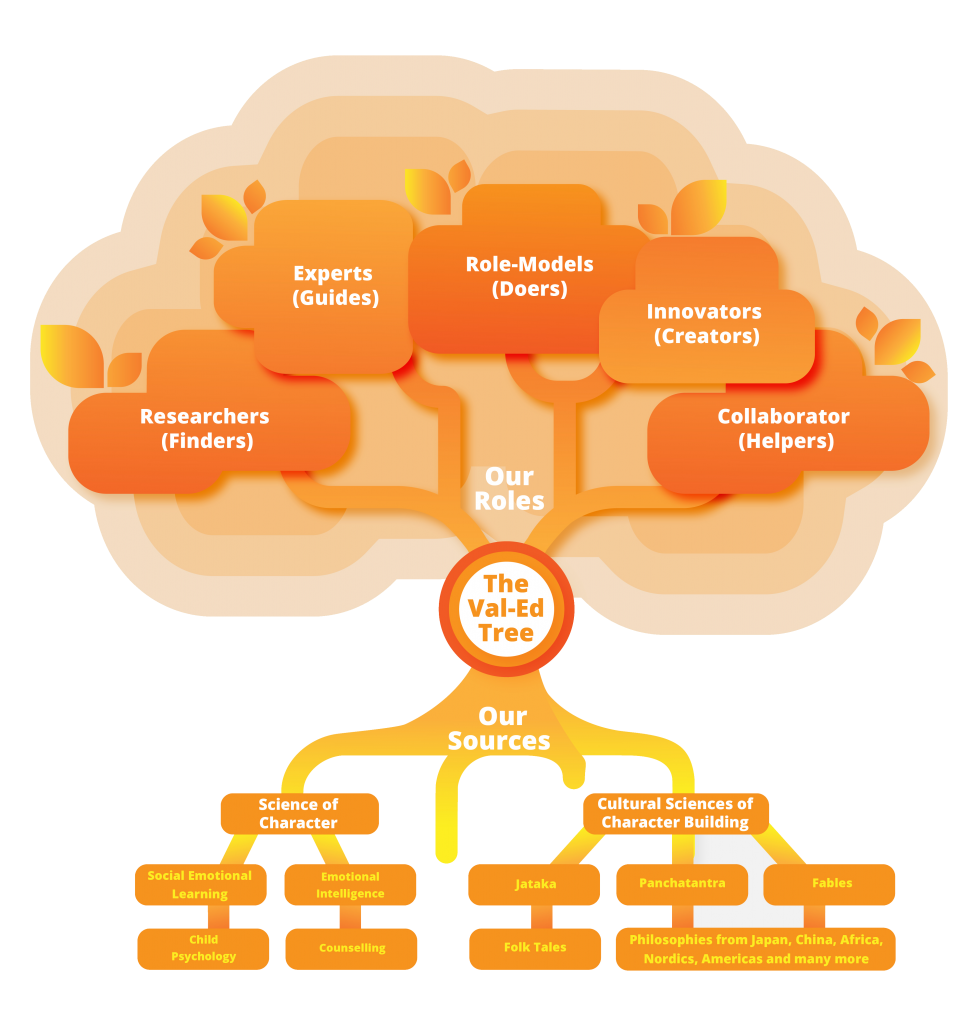 Experts
(Guides)
Role-Models
(Doers)
Innovators
(Creators)
Researchers
(Finders)
Collaborator
(Helpers)
Our
Roles
The
Val-Ed
Tree
Our
Sources
Science of
Character
Cultural Sciences of
Character Building
Social Emotional
Learning
Emotional
Intelligence
Jataka
Panchatantra
Fables
Child
Psychology
Counselling
Folk Tales
Philosophies from Japan, China, Africa,
Nordics, Americas and many more